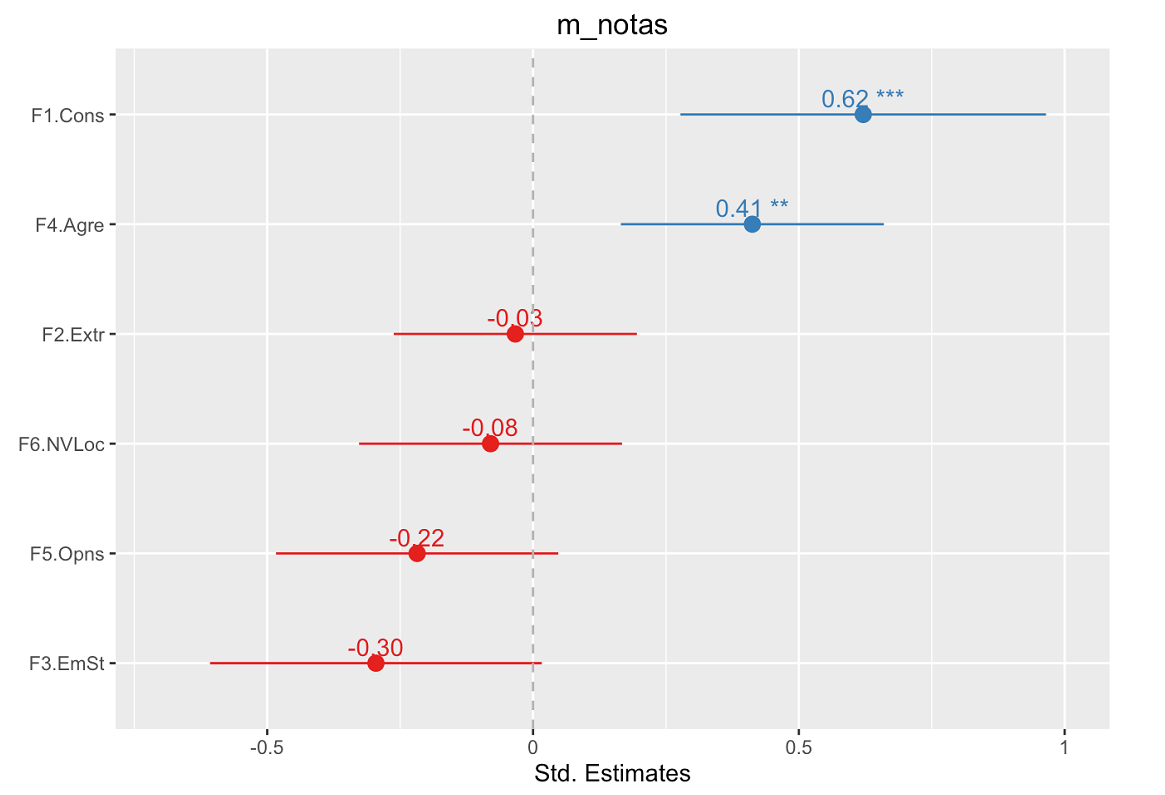 m_notas
F1.Cons
0.62 ***
F4.Agre
0.41 **
F2.Extr
-0.03
F6.NVLoc
-0.08
F5.Opns
-0.22
F3.EmSt
-0.30
-0.5
0
0.5
1
Std. Estimates